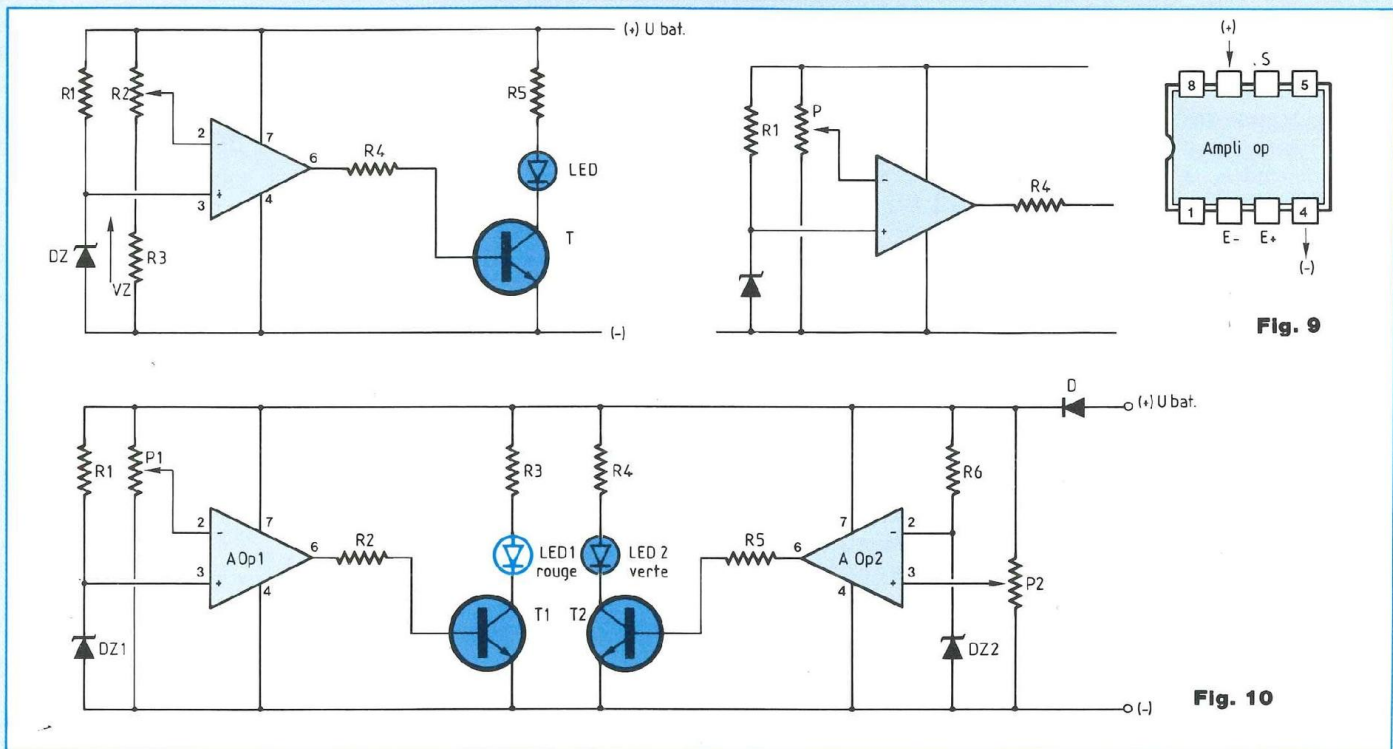 (+) U bat.
R1
R2
R5
2
-
7
6
R4
LED
3
+
4
T
DZ
VZ
R3
(-)
R1
P
-
+
R4
(+)
S
8
5
Ampli op
1
4
E-
E+
(-)
Fig. 9
D
(+) U bat.
R1
P1
R3
R4
R6
2
-
7
A Op1
6
R2
LED1
rouge
LED 2
verte
R5
6
7
A Op2
-
2
3
+
4
+
3
4
P2
T1
T2
DZ1
DZ2
Fig. 10
(-)